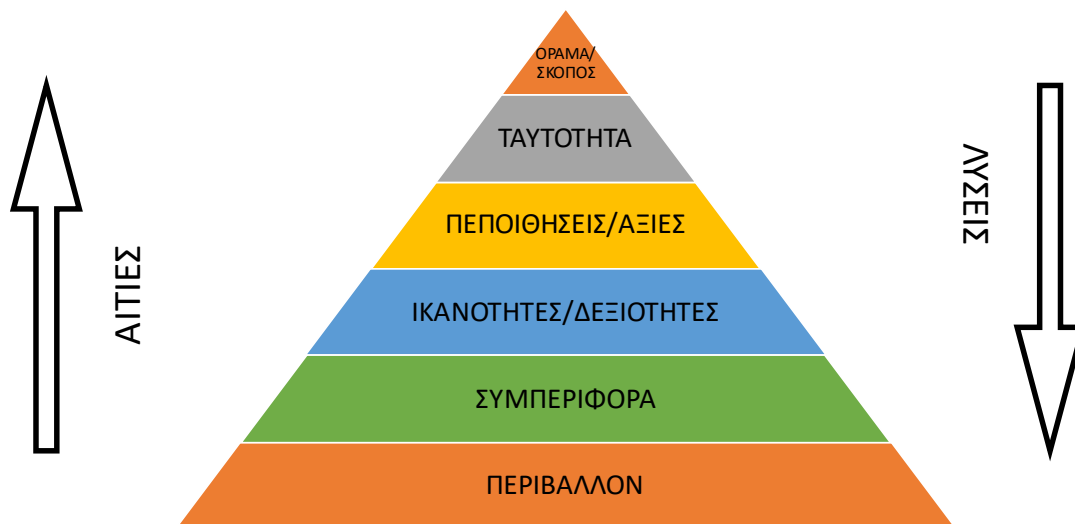 ΟΡΑΜΑ/
ΣΚΟΠΟΣ
ΤΑΥΤΟΤΗΤΑ
ΠΕΠΟΙΘΗΣΕΙΣ/ΑΞΙΕΣ
ΙΚΑΝΟΤΗΤΕΣ/ΔΕΞΙΟΤΗΤΕΣ
ΣΥΜΠΕΡΙΦΟΡΑ
ΠΕΡΙΒΑΛΛΟΝ
ΑΙΤΙΕΣ
ΛΥΣΕΙΣ